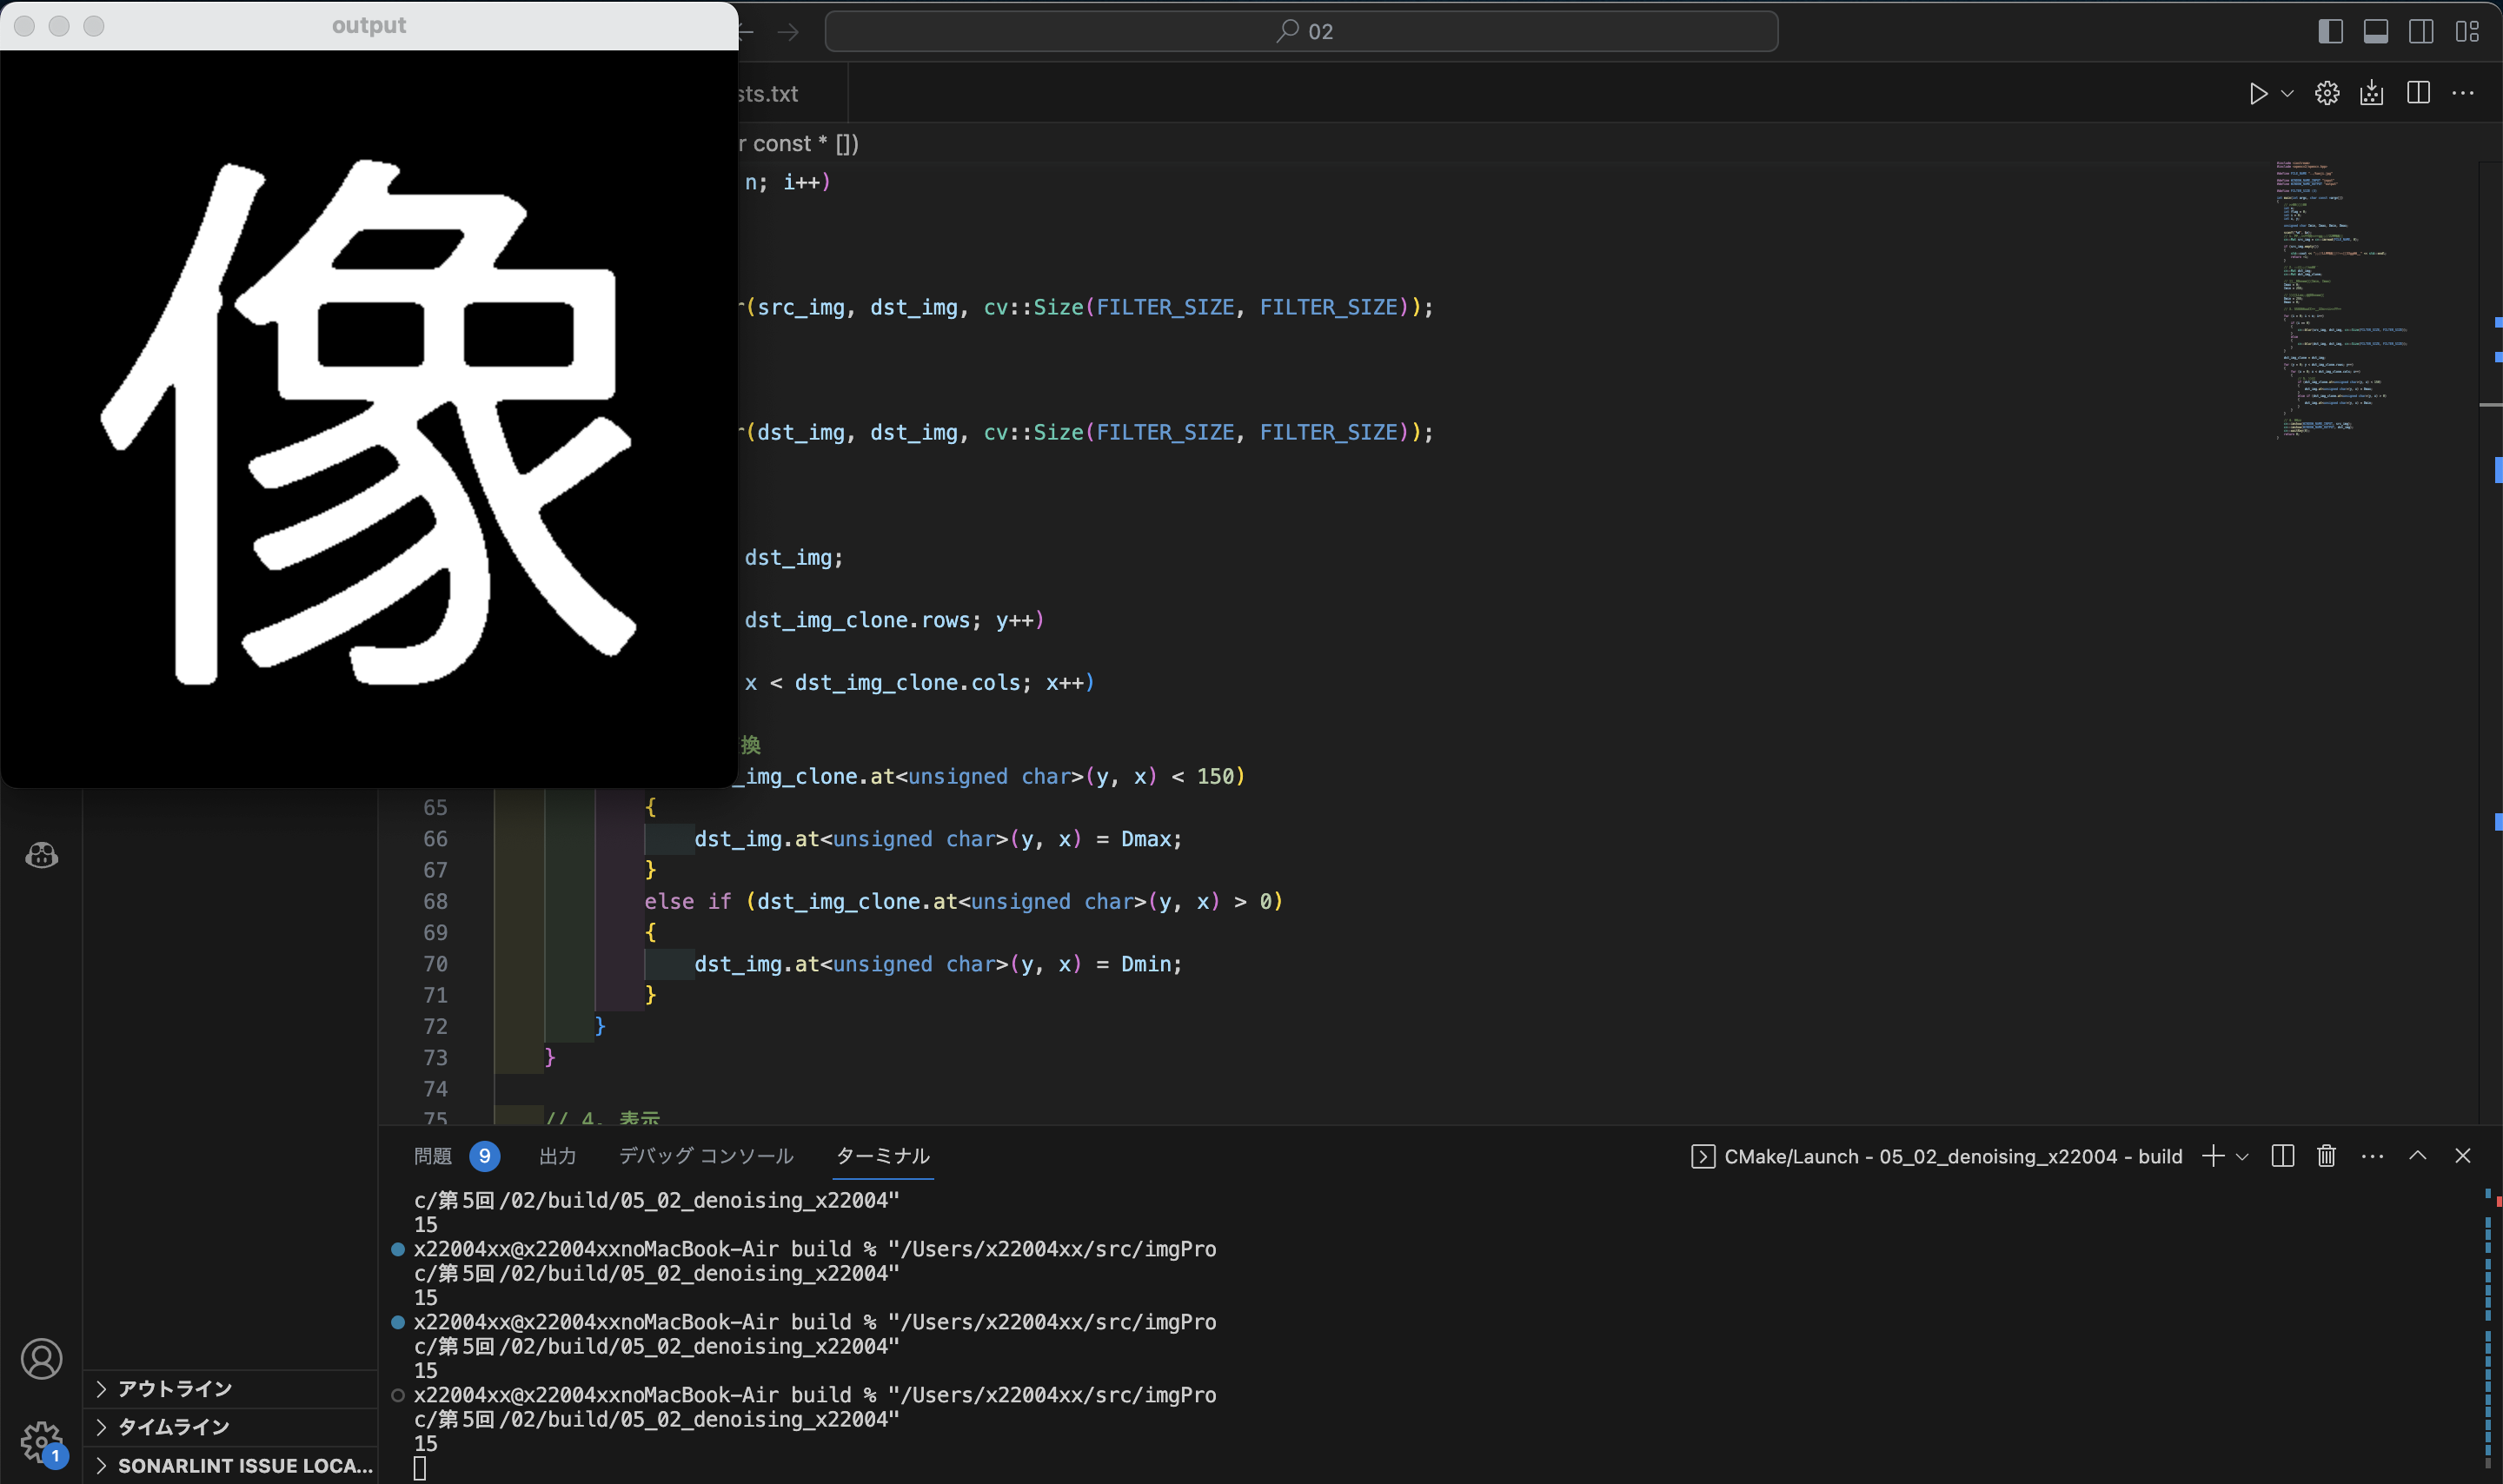 output
02
sts.txt
r const * [])
n; i++)
r(src_img, dst_img, cv::Size(FILTER_SIZE, FILTER_SIZE));
r(dst_img, dst_img, cv::Size(FILTER_SIZE, FILTER_SIZE));
dst_img;
dst_img_clone.rows; y++)
x < dst_img_clone.cols; x++)
換
_img_clone.at<unsigned char>(y, x) < 150)
像
65 {
66 dst_img.at<unsigned char>(y, x) = Dmax;
67 }
68 else if (dst_img_clone.at<unsigned char>(y, x) > 0)
69 {
70 dst_img.at<unsigned char>(y, x) = Dmin;
71 }
72 }
73 }
74
75 // 4. 表示
問題 9 出力 デバッグ コンソール ターミナル
CMake/Launch - 05_02_denoising_x22004 - build
c/第5回/02/build/05_02_denoising_x22004"
15
x22004xx@x22004xxnoMacBook-Air build % "/Users/x22004xx/src/imgPro
c/第5回/02/build/05_02_denoising_x22004"
15
x22004xx@x22004xxnoMacBook-Air build % "/Users/x22004xx/src/imgPro
c/第5回/02/build/05_02_denoising_x22004"
15
x22004xx@x22004xxnoMacBook-Air build % "/Users/x22004xx/src/imgPro
c/第5回/02/build/05_02_denoising_x22004"
15
アウトライン
タイムライン
SONARLINT ISSUE LOCA...
1